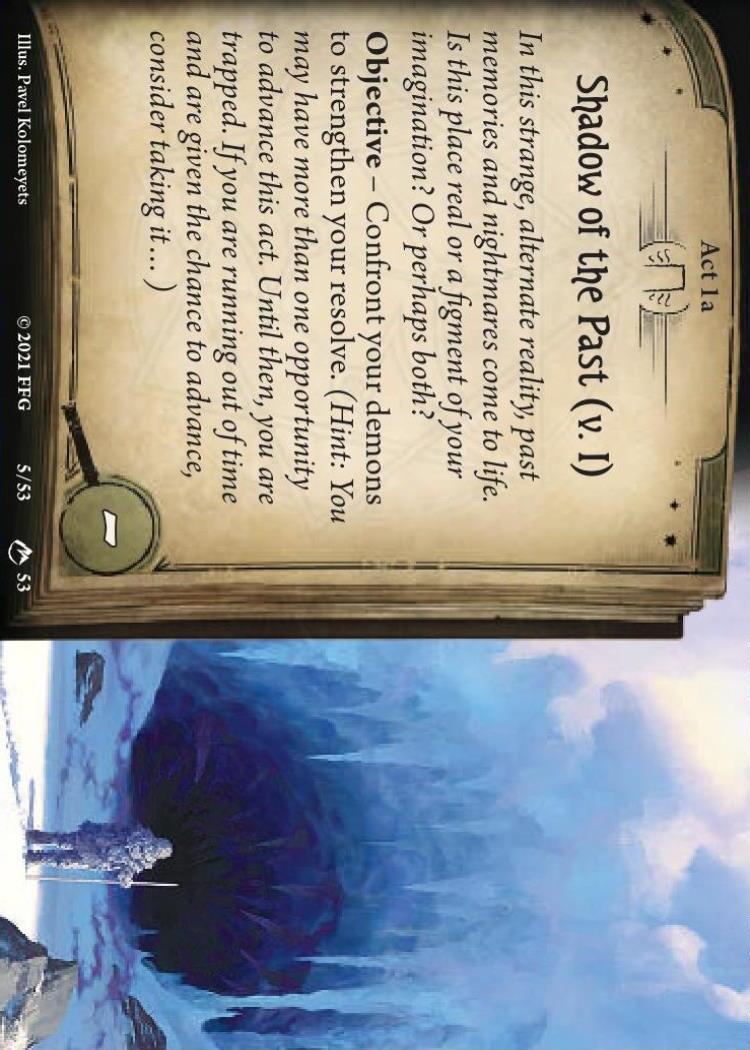 Act 1a
Shadow of the Past (v. I)
In this strange, alternate reality, past
memories and nightmares come to life.
Is this place real or a figment of your
imagination? Or perhaps both?
Objective – Confront your demons
to strengthen your resolve. (Hint: You
may have more than one opportunity
to advance this act. Until then, you are
trapped. If you are running out of time
and are given the chance to advance,
consider taking it… )
–
Illus. Pavel Kolomeyets © 2021 FFG 5/53 53